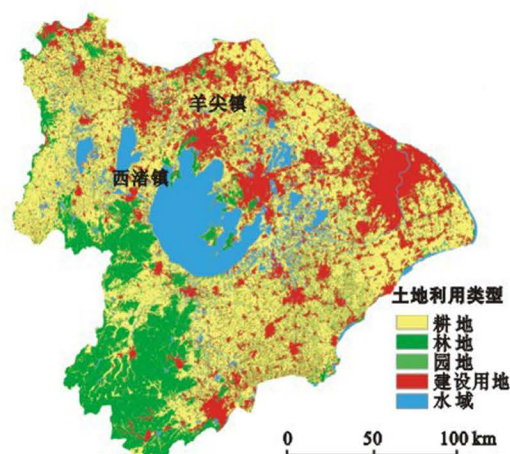 羊尖镇
西渚镇
土地利用类型
耕地
林地
园地
建设用地
水域
0 50 100 km